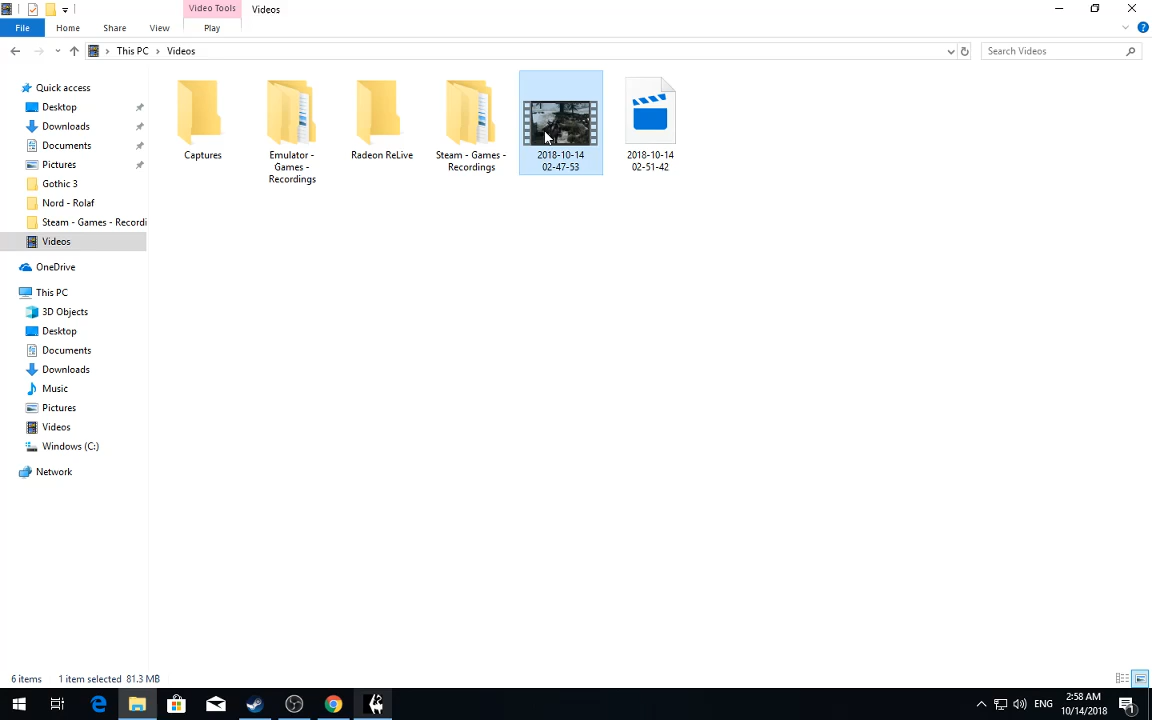 Video Tools
Videos
File
Home
Share
View
Play
This PC
Videos
Search Videos
Quick access
Desktop
Downloads
Documents
Pictures
Gothic 3
Nord - Rolaf
Steam - Games - Recordi
Videos
OneDrive
This PC
3D Objects
Desktop
Documents
Downloads
Music
Pictures
Videos
Windows (C:)
Network
Captures
Emulator -
Games -
Recordings
Radeon ReLive
Steam - Games -
Recordings
2018-10-14
02-47-53
2018-10-14
02-51-42
6 items
1 item selected 81.3 MB
ENG
2:58 AM
10/14/2018
1